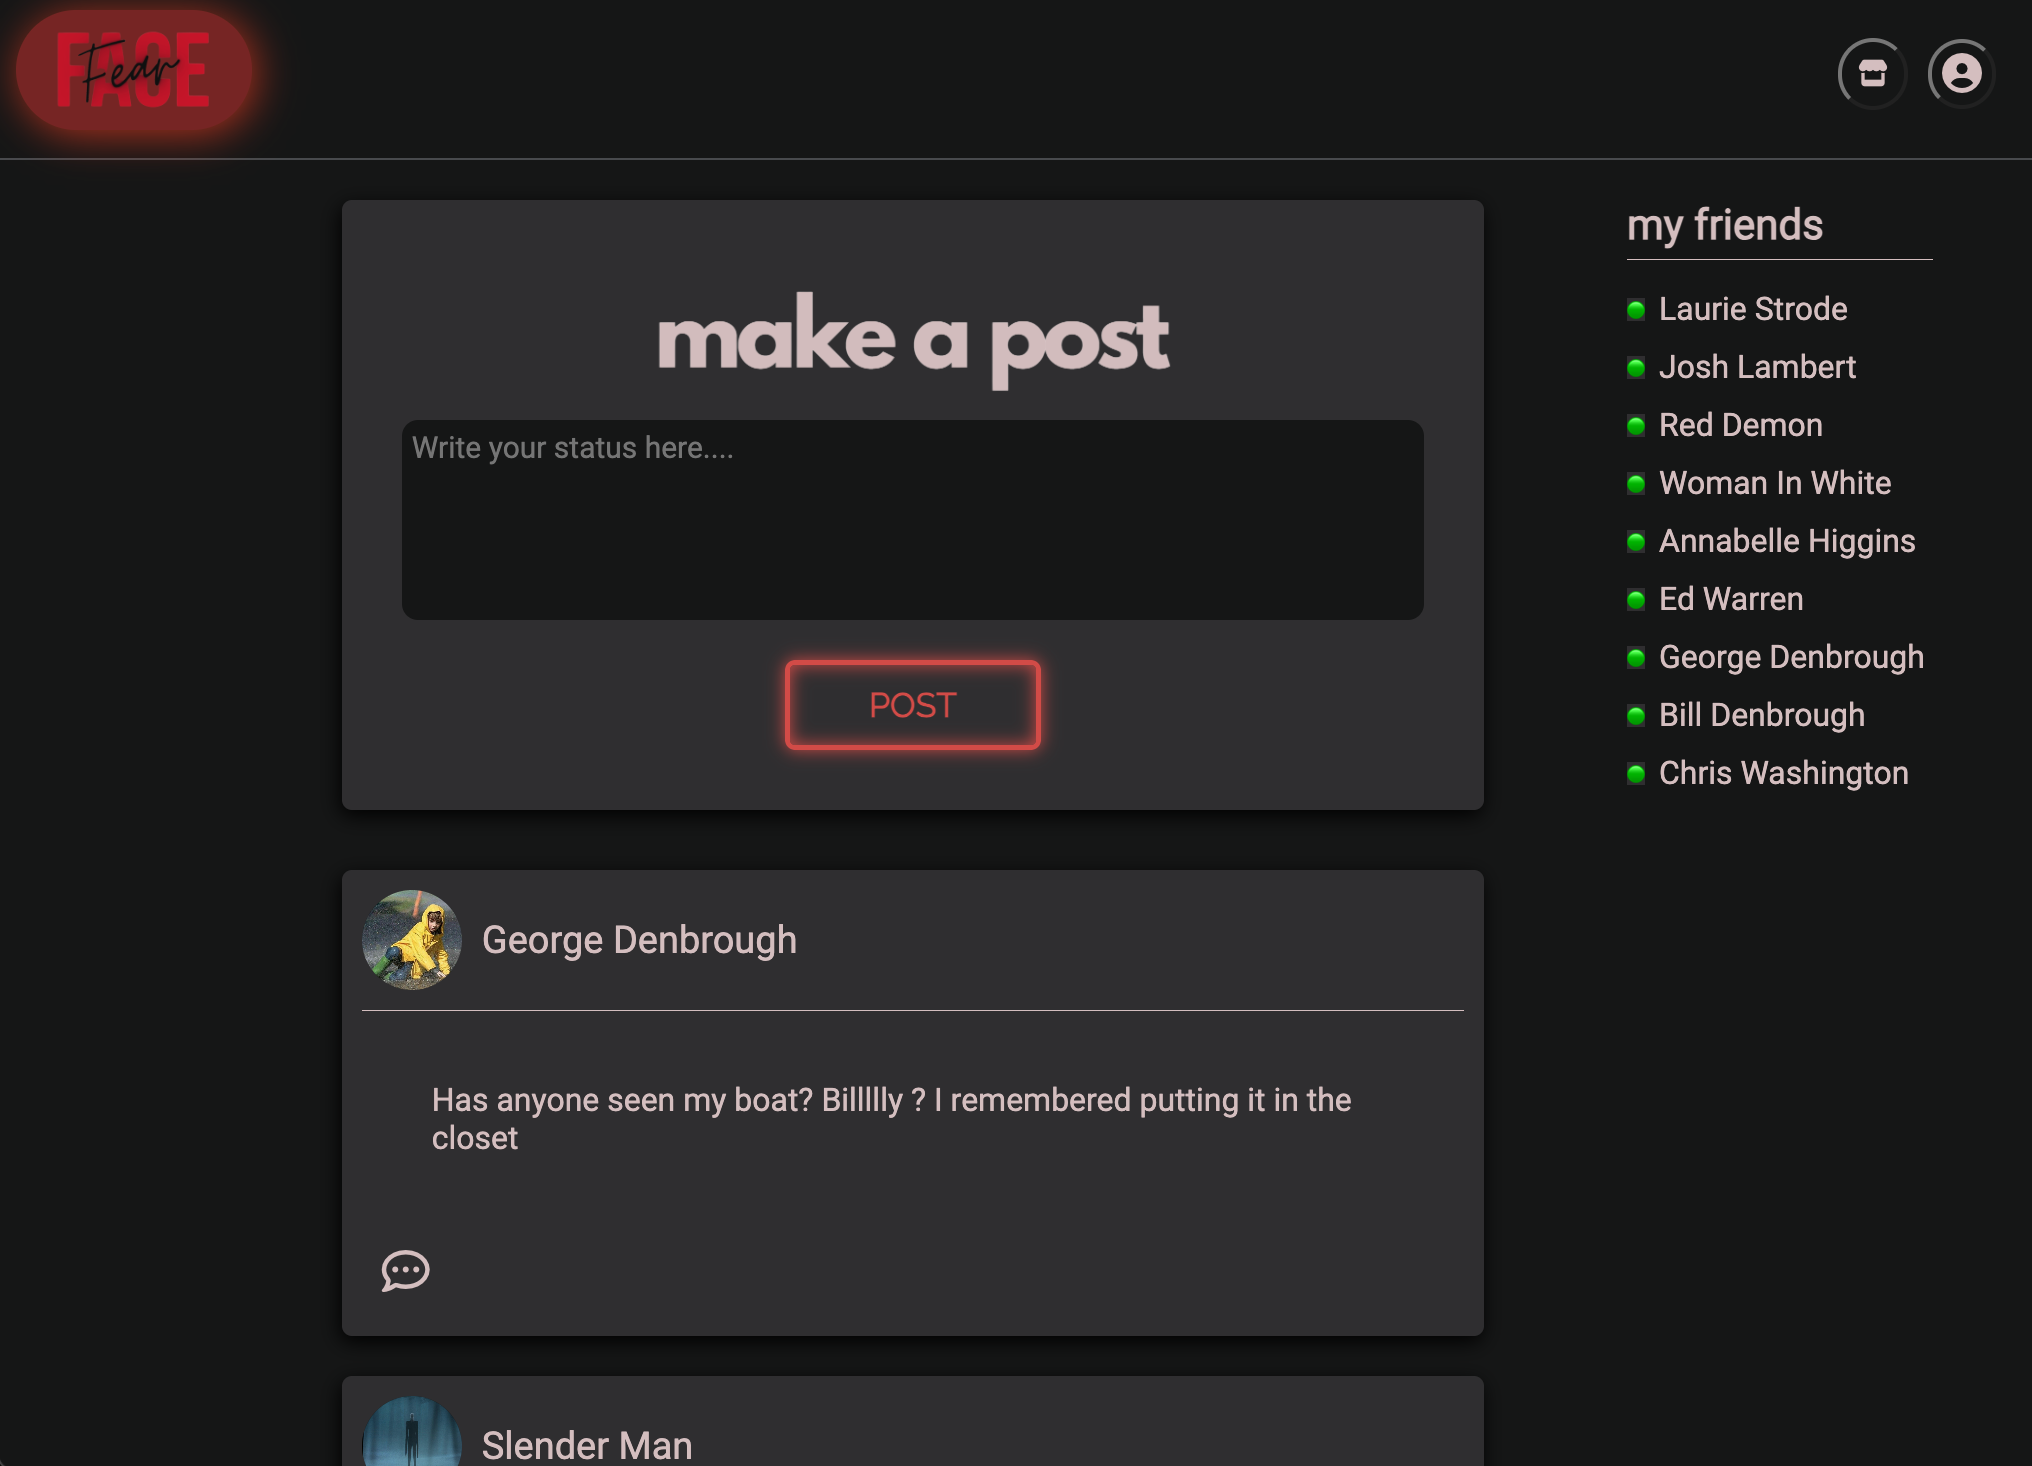 FACE
Fear
make a post
Write your status here....
POST
my friends
Laurie Strode
Josh Lambert
Red Demon
Woman In White
Annabelle Higgins
Ed Warren
George Denbrough
Bill Denbrough
Chris Washington
George Denbrough
Has anyone seen my boat? Billllly ? I remembered putting it in the
closet
Slender Man